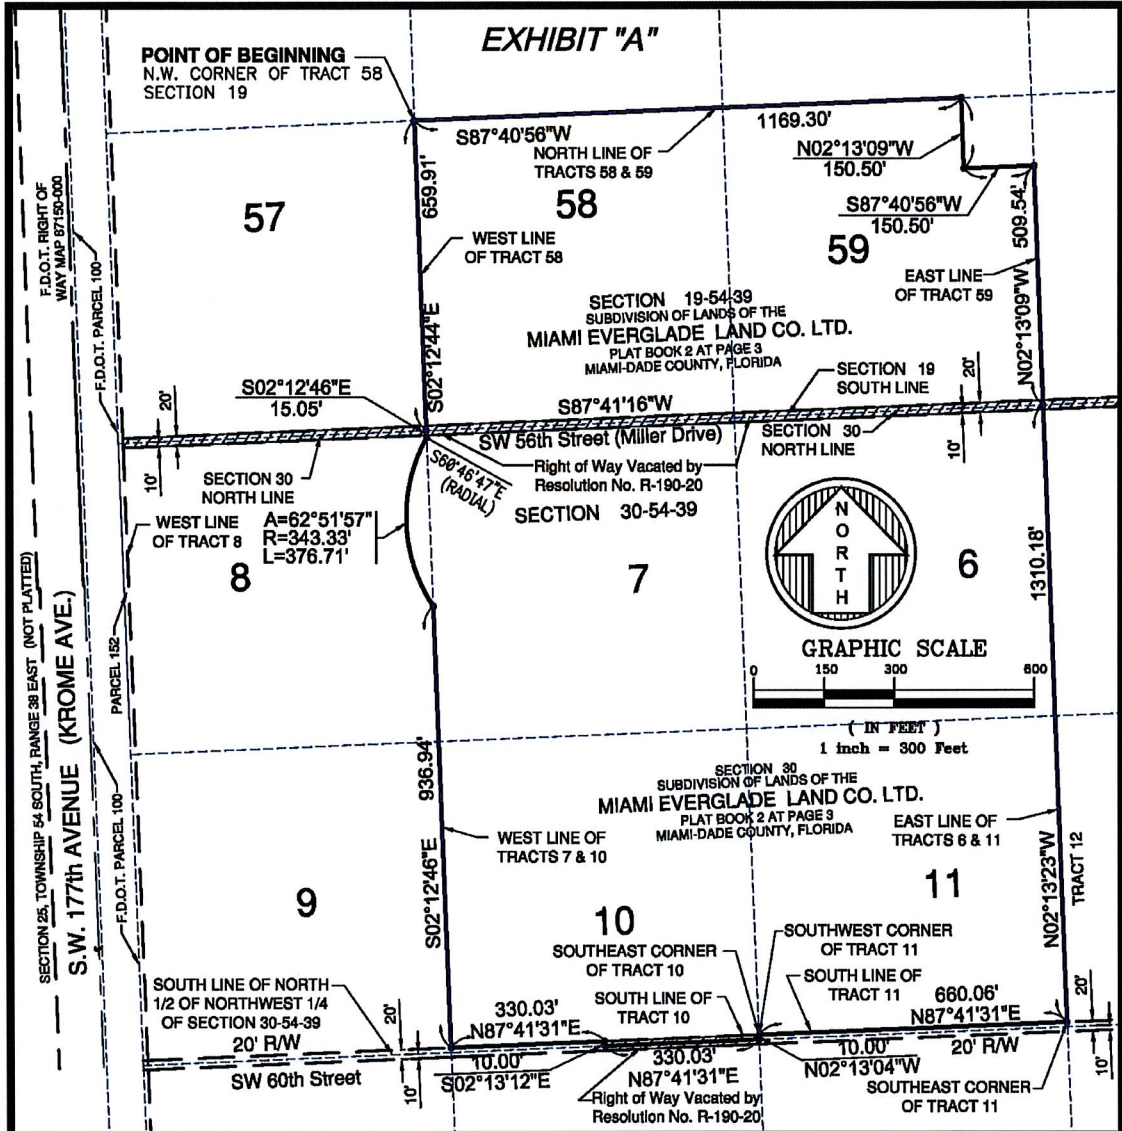 EXHIBIT "A"
POINT OF BEGINNING
N.W. CORNER OF TRACT 58
SECTION 19
S87°40'56"W
1169.30'
NORTH LINE OF
TRACTS 58 & 59
N02°13'09"W
150.50'
S87°40'56"W
150.50'
57
58
59
659.91'
S02°12'44"E
WEST LINE
OF TRACT 58
509.54'
N02°13'09"W
EAST LINE
OF TRACT 59
F.D.O.T. RIGHT OF
WAY MAP 87150-000
F.D.O.T. PARCEL 100
SECTION 19-54-39
SUBDIVISION OF LANDS OF THE
MIAMI EVERGLADE LAND CO. LTD.
PLAT BOOK 2 AT PAGE 3
MIAMI-DADE COUNTY, FLORIDA
SECTION 19
SOUTH LINE
20'
10'
S02°12'46"E
15.05'
S87°41'16"W
SW 56th Street (Miller Drive)
SECTION 30
NORTH LINE
20'
10'
SECTION 30
NORTH LINE
S60°46'47"E
(RADIAL)
Right of Way Vacated by
Resolution No. R-190-20
SECTION 30-54-39
WEST LINE
OF TRACT 8
A=62°51'57"
R=343.33'
L=376.71'
8
7
6
NORTH
1310.18'
GRAPHIC SCALE
0 150 300 600
( IN FEET )
1 inch = 300 Feet
SECTION 25, TOWNSHIP 54 SOUTH, RANGE 38 EAST (NOT PLATTED)
S.W. 177th AVENUE (KROME AVE.)
PARCEL 152
F.D.O.T. PARCEL 100
936.94'
S02°12'46"E
SECTION 30
SUBDIVISION OF LANDS OF THE
MIAMI EVERGLADE LAND CO. LTD.
PLAT BOOK 2 AT PAGE 3
MIAMI-DADE COUNTY, FLORIDA
WEST LINE OF
TRACTS 7 & 10
EAST LINE OF
TRACTS 6 & 11
N02°13'23"W
TRACT 12
9
10
11
SOUTHEAST CORNER
OF TRACT 10
SOUTHWEST CORNER
OF TRACT 11
SOUTH LINE OF
TRACT 11
SOUTH LINE OF NORTH
1/2 OF NORTHWEST 1/4
OF SECTION 30-54-39
20' R/W
SW 60th Street
20'
10'
330.03'
N87°41'31"E
SOUTH LINE OF
TRACT 10
660.06'
N87°41'31"E
20'
10'
10.00'
S02°13'12"E
330.03'
N87°41'31"E
10.00'
N02°13'04"W
20' R/W
Right of Way Vacated by
Resolution No. R-190-20
SOUTHEAST CORNER
OF TRACT 11